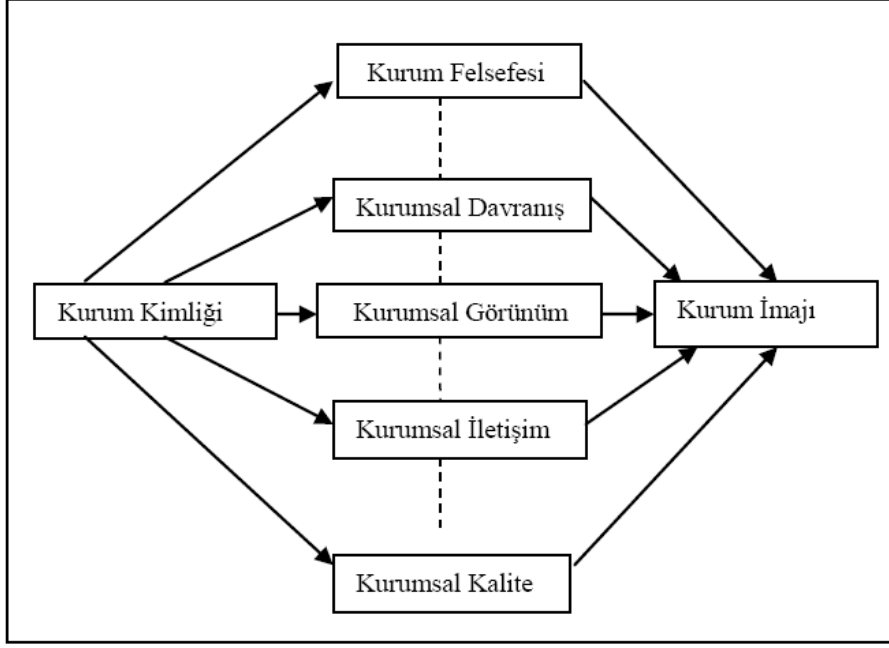 Kurum Felsefesi
Kurumsal Davranış
Kurum Kimliği
Kurumsal Görünüm
Kurum İmajı
Kurumsal İletişim
Kurumsal Kalite